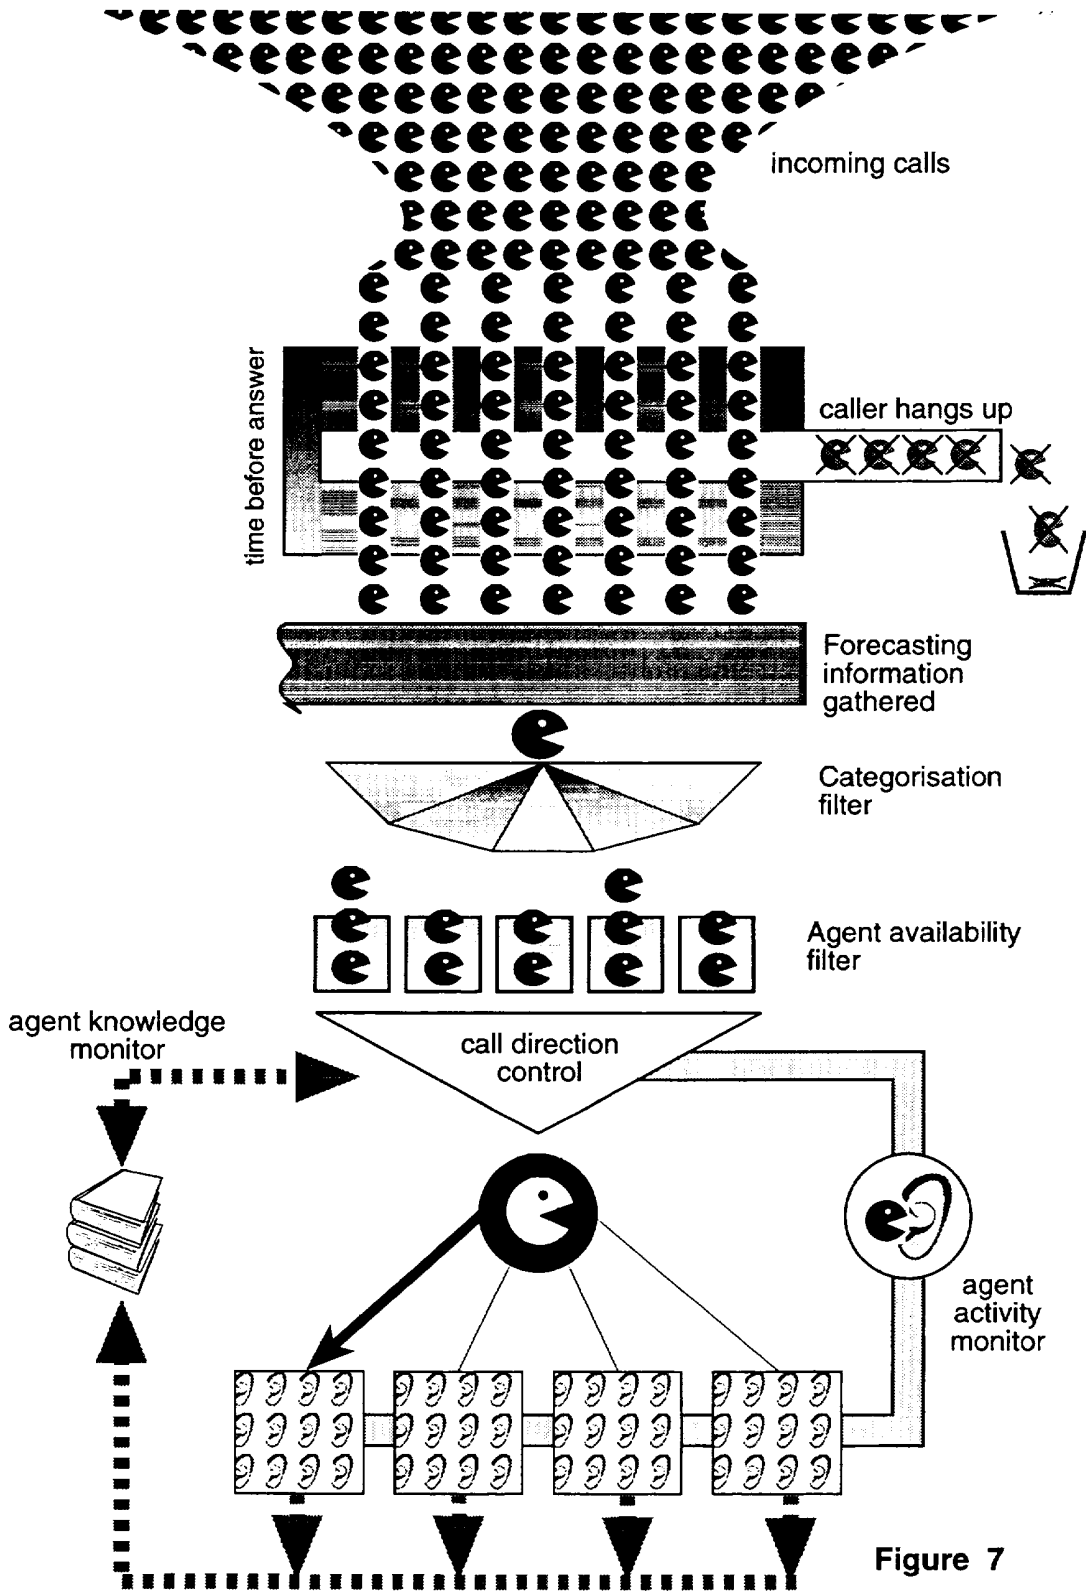 incoming calls
time before answer
caller hangs up
Forecasting
information
gathered
Categorisation
filter
Agent availability
filter
agent knowledge
monitor
call direction
control
agent
activity
monitor
Figure 7